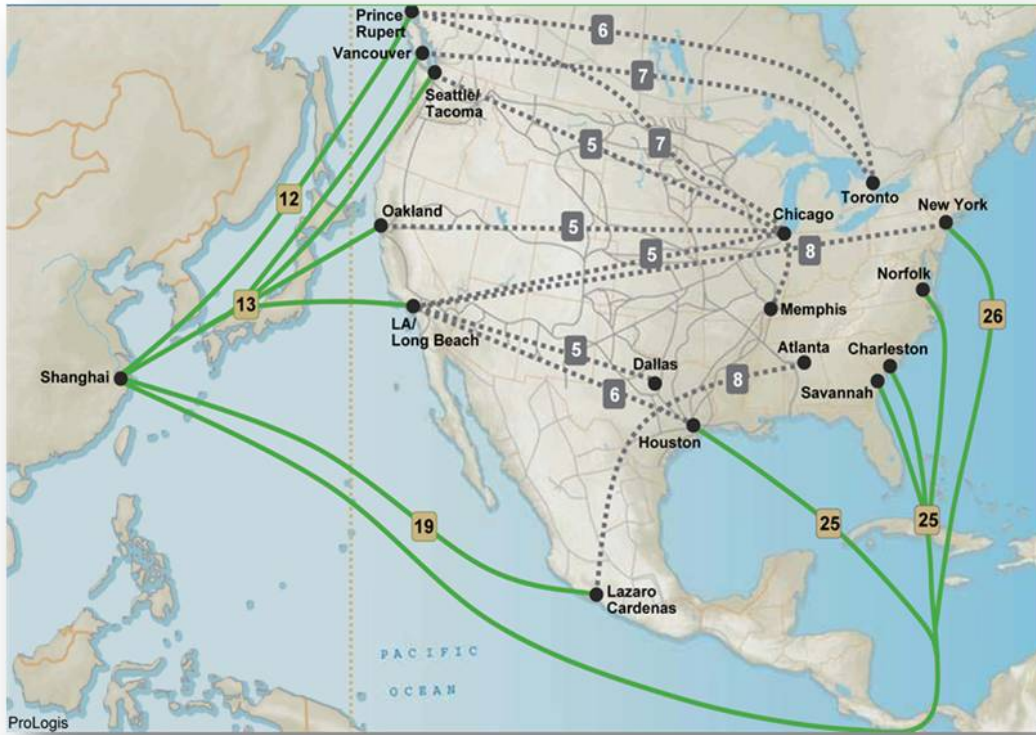 Prince
Rupert
6
Vancouver
7
Seattle/
Tacoma
5
7
12
Toronto
Oakland
5
Chicago
New York
5
8
Norfolk
13
LA/
Long Beach
Memphis
26
5
Dallas
Atlanta
Charleston
8
Savannah
Shanghai
6
Houston
19
25
25
Lazaro
Cardenas
PACIFIC
OCEAN
ProLogis